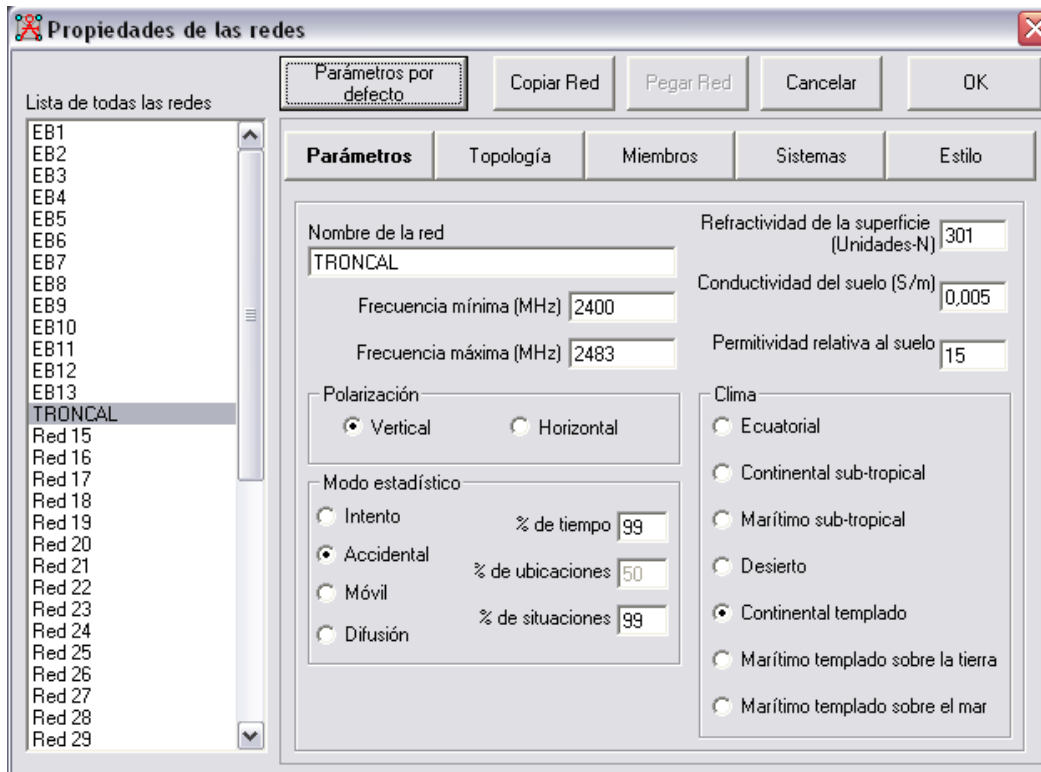 Propiedades de las redes
Parámetros por
defecto
Copiar Red
Pegar Red
Cancelar
OK
Lista de todas las redes
EB1
EB2
EB3
EB4
EB5
EB6
EB7
EB8
EB9
EB10
EB11
EB12
EB13
TRONCAL
Red 15
Red 16
Red 17
Red 18
Red 19
Red 20
Red 21
Red 22
Red 23
Red 24
Red 25
Red 26
Red 27
Red 28
Red 29
Parámetros
Topología
Miembros
Sistemas
Estilo
Nombre de la red
TRONCAL
Frecuencia mínima (MHz) 2400
Frecuencia máxima (MHz) 2483
Polarización
Vertical
Horizontal
Modo estadístico
Intento
Accidental
Móvil
Difusión
% de tiempo 99
% de ubicaciones 50
% de situaciones 99
Refractividad de la superficie
(Unidades-N) 301
Conductividad del suelo (S/m) 0,005
Permitividad relativa al suelo 15
Clima
Ecuatorial
Continental sub-tropical
Marítimo sub-tropical
Desierto
Continental templado
Marítimo templado sobre la tierra
Marítimo templado sobre el mar